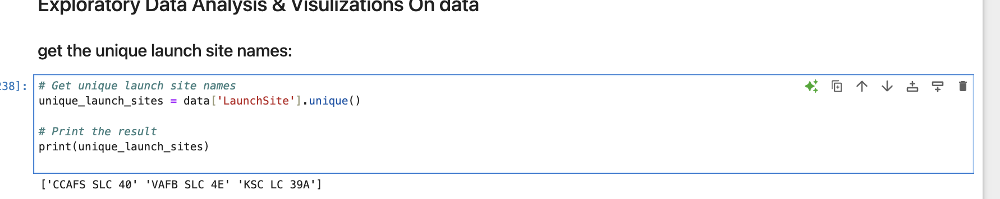 Exploratory Data Analysis & Visulizations On data
get the unique launch site names:
238]:
# Get unique launch site names
unique_launch_sites = data['LaunchSite'].unique()
# Print the result
print(unique_launch_sites)
['CCAFS SLC 40' 'VAFB SLC 4E' 'KSC LC 39A']